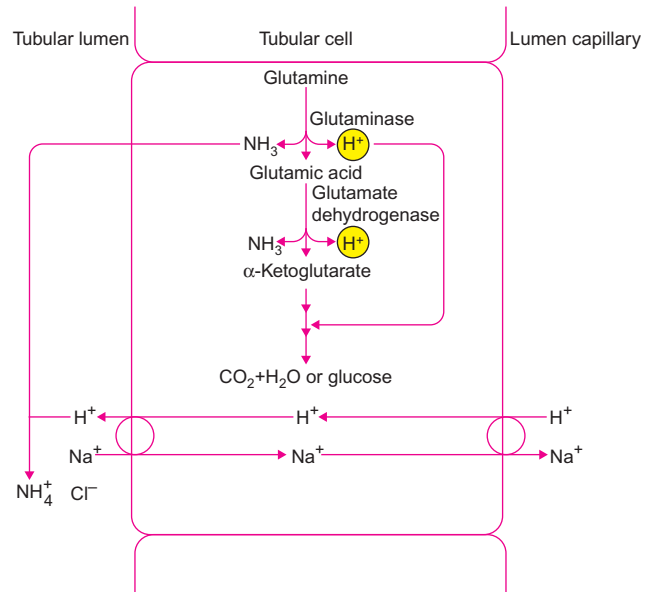 Tubular lumen Tubular cell Lumen capillary
Glutamine
Glutaminase
NH₃ H⁺
Glutamic acid
Glutamate
dehydrogenase
NH₃ H⁺
α-Ketoglutarate
CO₂+H₂O or glucose
H⁺ H⁺ H⁺
Na⁺ Na⁺ Na⁺
NH₄⁺ Cl⁻